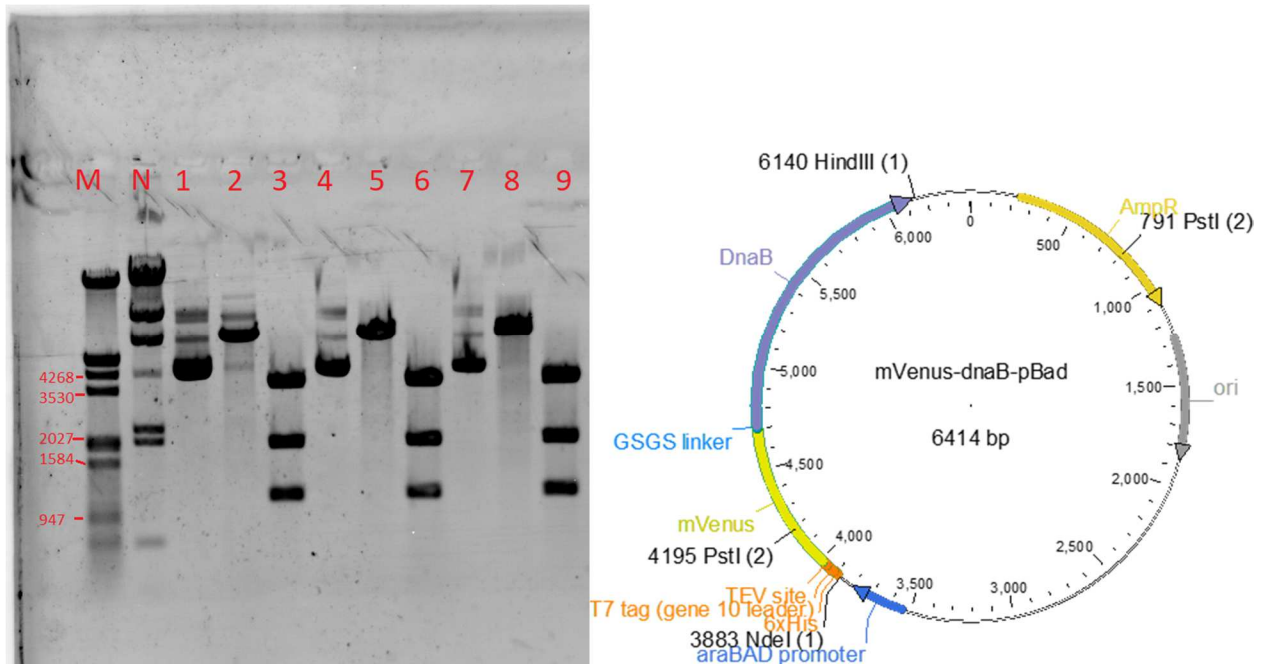 M N 1 2 3 4 5 6 7 8 9
4268
3530
2027
1584
947
6140 HindIII (1)
AmpR
791 PstI (2)
DnaB
0
500
1,000
1,500
2,000
2,500
3,000
3,500
4,000
4,500
5,000
5,500
6,000
ori
mVenus-dnaB-pBad
6414 bp
GSGS linker
mVenus
4195 PstI (2)
TEV site
T7 tag (gene 10 leader)
6xHis
3883 NdeI (1)
araBAD promoter